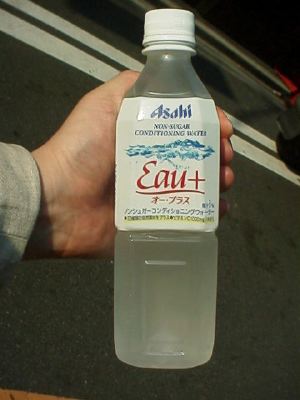 Asahi
NON-SUGAR
CONDITIONING WATER
Eau+
オー・プラス
ノンシュガーコンディショニングウォーター